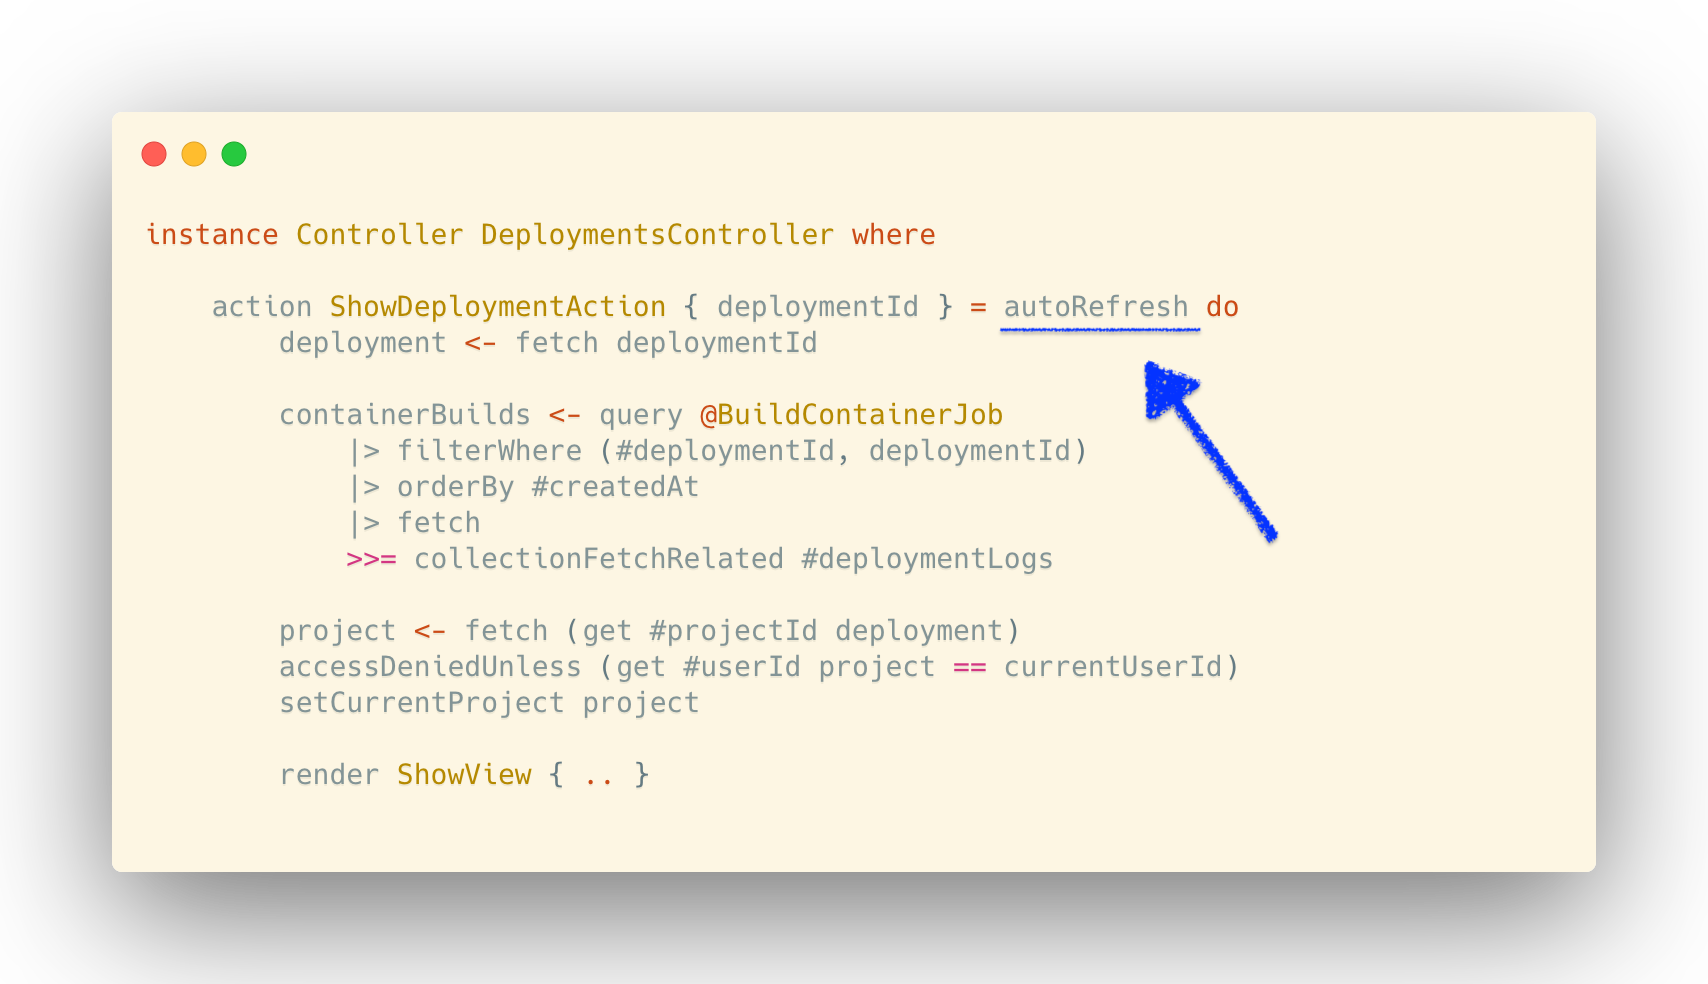 instance Controller DeploymentsController where
action ShowDeploymentAction { deploymentId } = autoRefresh do
deployment <- fetch deploymentId
containerBuilds <- query @BuildContainerJob
|> filterWhere (#deploymentId, deploymentId)
|> orderBy #createdAt
|> fetch
>>= collectionFetchRelated #deploymentLogs
project <- fetch (get #projectId deployment)
accessDeniedUnless (get #userId project == currentUserId)
setCurrentProject project
render ShowView { .. }